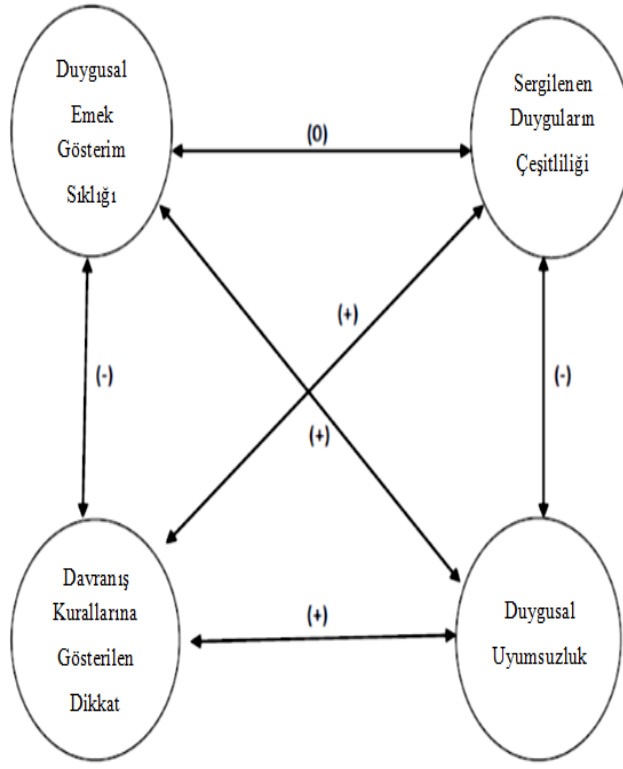 Duygusal
Emek
Gösterim
Sıklığı
Sergilenen
Duyguların
Çeşitliliği
(0)
(+)
(-)
(-)
(+)
Davranış
Kurallarına
Gösterilen
Dikkat
(+)
Duygusal
Uyumsuzluk